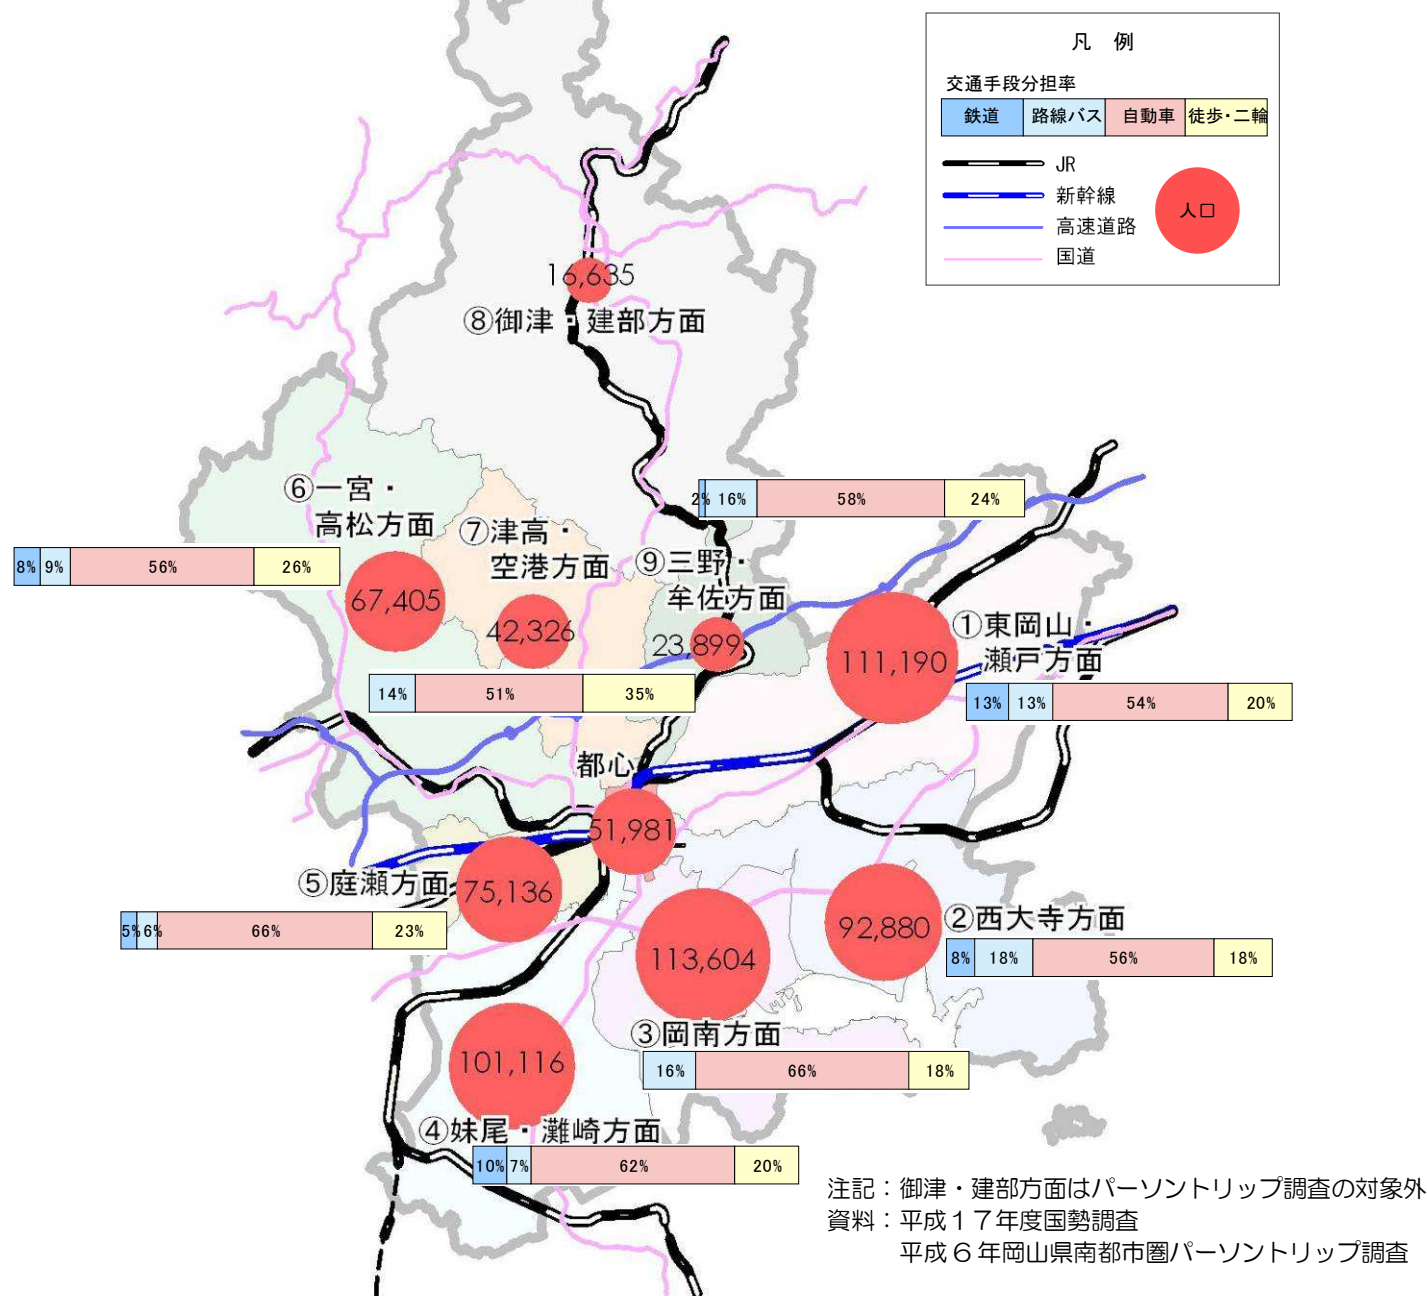 凡 例
交通手段分担率
鉄道 路線バス 自動車 徒歩・二輪
JR
新幹線
高速道路
国道
人口
16,635
⑧御津・建部方面
⑥一宮・
高松方面
8% 9% 56% 26%
67,405
⑦津高・
空港方面
42,326
14% 51% 35%
2% 16% 58% 24%
⑨三野・
牟佐方面
23,899
①東岡山・
瀬戸方面
111,190
13% 13% 54% 20%
都心
51,981
⑤庭瀬方面
75,136
5% 6% 66% 23%
②西大寺方面
92,880
8% 18% 56% 18%
113,604
③岡南方面
16% 66% 18%
101,116
④妹尾・灘崎方面
10% 7% 62% 20%
注記：御津・建部方面はパーソントリップ調査の対象外
資料：平成17年度国勢調査
平成6年岡山県南都市圏パーソントリップ調査